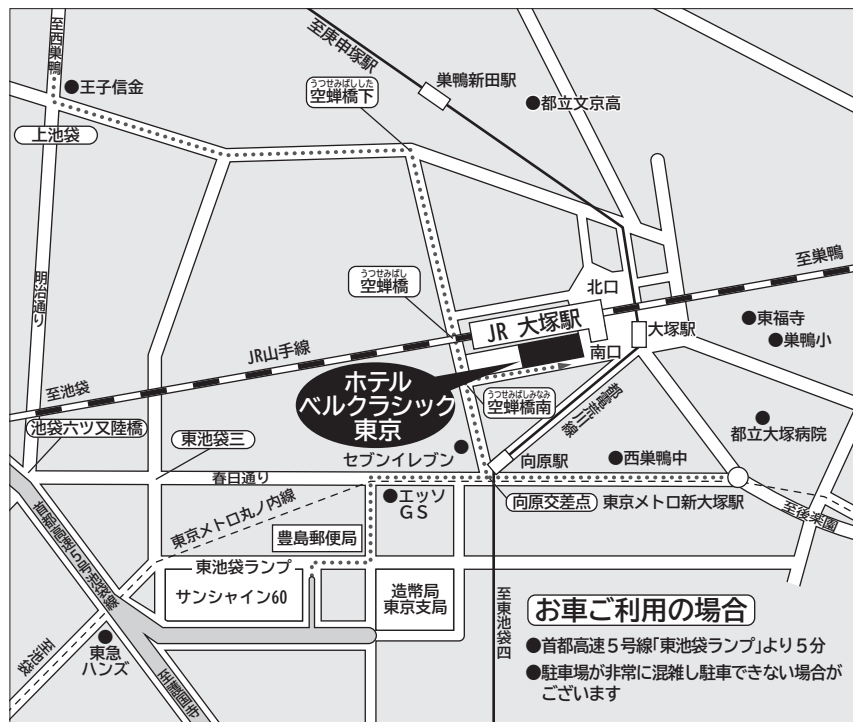 至西巣鴨
●王子信金
上池袋
明治通り
至庚申塚駅
巣鴨新田駅
うつせみばしした
空蝉橋下
●都立文京高
うつせみばし
空蝉橋
北口
至巣鴨
JR 大塚駅
大塚駅
●東福寺
●巣鴨小
南口
JR山手線
至池袋
ホテル
ベルクラシック
東京
うつせみばしみなみ
空蝉橋南
都電荒川線
都立大塚病院
池袋六ツ又陸橋
東池袋三
セブンイレブン
向原駅
●西巣鴨中
春日通り
向原交差点
東京メトロ新大塚駅
至後楽園
●エッソ
GS
東京メトロ丸ノ内線
首都高速5号池袋線
豊島郵便局
東池袋ランプ
サンシャイン60
造幣局
東京支局
至東池袋四
東急
ハンズ
至池袋
至護国寺
お車ご利用の場合
●首都高速5号線「東池袋ランプ」より5分
●駐車場が非常に混雑し駐車できない場合が
ございます